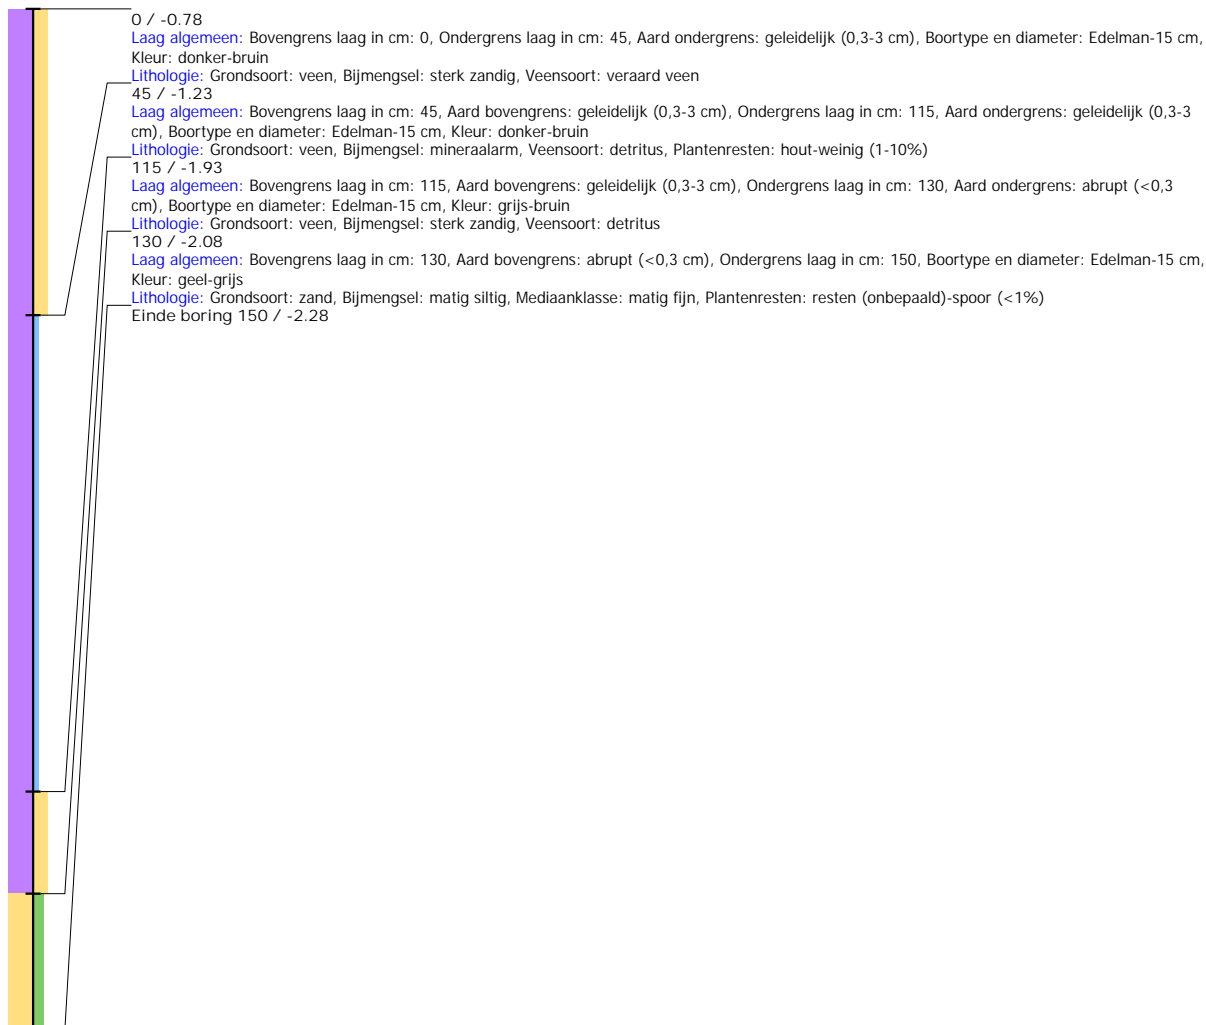 0 / -0.78
Laag algemeen: Bovengrens laag in cm: 0, Ondergrens laag in cm: 45, Aard ondergrens: geleidelijk (0,3-3 cm), Boortype en diameter: Edelman-15 cm,
Kleur: donker-bruin
Lithologie: Grondsoort: veen, Bijmengsel: sterk zandig, Veensoort: veraard veen
45 / -1.23
Laag algemeen: Bovengrens laag in cm: 45, Aard bovengrens: geleidelijk (0,3-3 cm), Ondergrens laag in cm: 115, Aard ondergrens: geleidelijk (0,3-3
cm), Boortype en diameter: Edelman-15 cm, Kleur: donker-bruin
Lithologie: Grondsoort: veen, Bijmengsel: mineraalarm, Veensoort: detritus, Plantenresten: hout-weinig (1-10%)
115 / -1.93
Laag algemeen: Bovengrens laag in cm: 115, Aard bovengrens: geleidelijk (0,3-3 cm), Ondergrens laag in cm: 130, Aard ondergrens: abrupt (<0,3
cm), Boortype en diameter: Edelman-15 cm, Kleur: grijs-bruin
Lithologie: Grondsoort: veen, Bijmengsel: sterk zandig, Veensoort: detritus
130 / -2.08
Laag algemeen: Bovengrens laag in cm: 130, Aard bovengrens: abrupt (<0,3 cm), Ondergrens laag in cm: 150, Boortype en diameter: Edelman-15 cm,
Kleur: geel-grijs
Lithologie: Grondsoort: zand, Bijmengsel: matig siltig, Mediaanklasse: matig fijn, Plantenresten: resten (onbepaald)-spoor (<1%)
Einde boring 150 / -2.28